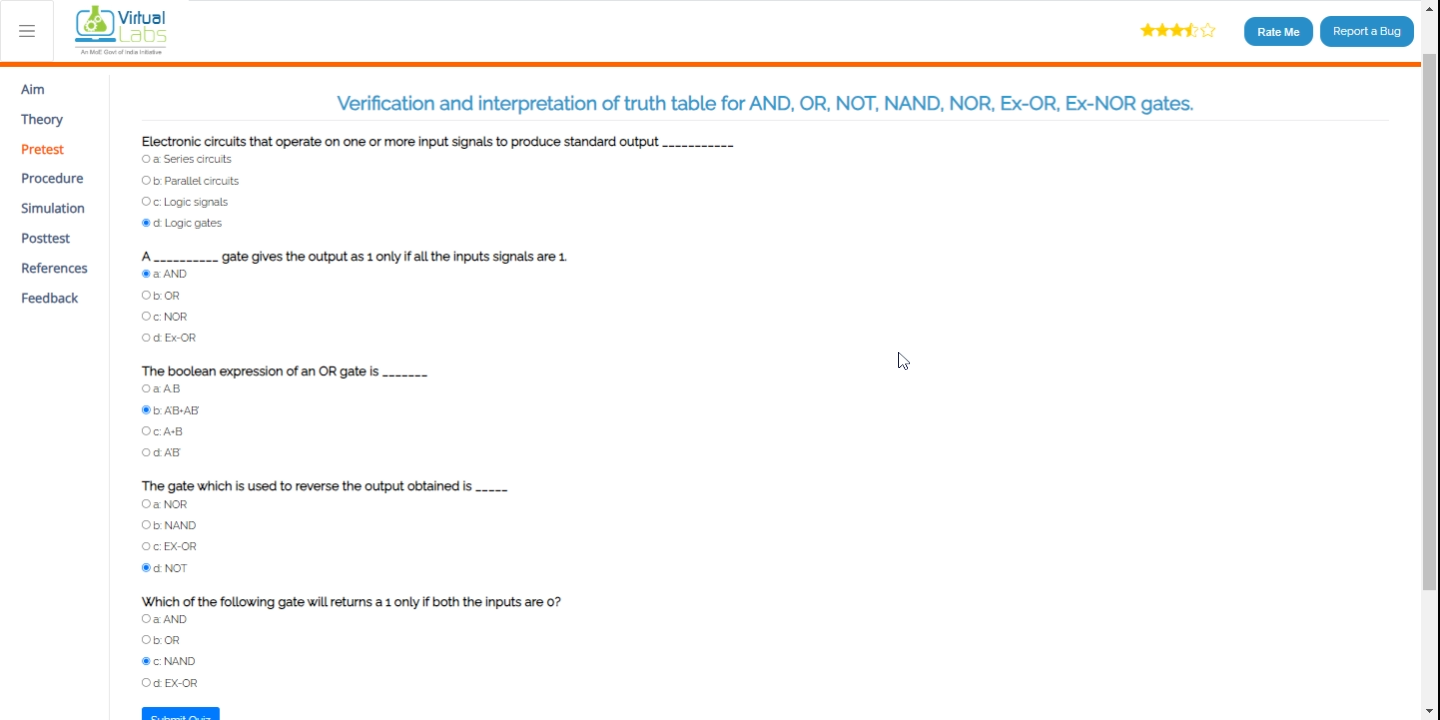 Virtual
Labs
An MoE Govt of India Initiative
Rate Me
Report a Bug
Aim
Theory
Pretest
Procedure
Simulation
Posttest
References
Feedback
Verification and interpretation of truth table for AND, OR, NOT, NAND, NOR, Ex-OR, Ex-NOR gates.
Electronic circuits that operate on one or more input signals to produce standard output ___________
a: Series circuits
b: Parallel circuits
c: Logic signals
d: Logic gates
A __________ gate gives the output as 1 only if all the inputs signals are 1.
a: AND
b: OR
c: NOR
d: Ex-OR
The boolean expression of an OR gate is _______
a: A.B
b: A'B+AB'
c: A+B
d: A'B'
The gate which is used to reverse the output obtained is _____
a: NOR
b: NAND
c: EX-OR
d: NOT
Which of the following gate will returns a 1 only if both the inputs are 0?
a: AND
b: OR
c: NAND
d: EX-OR
Submit Quiz